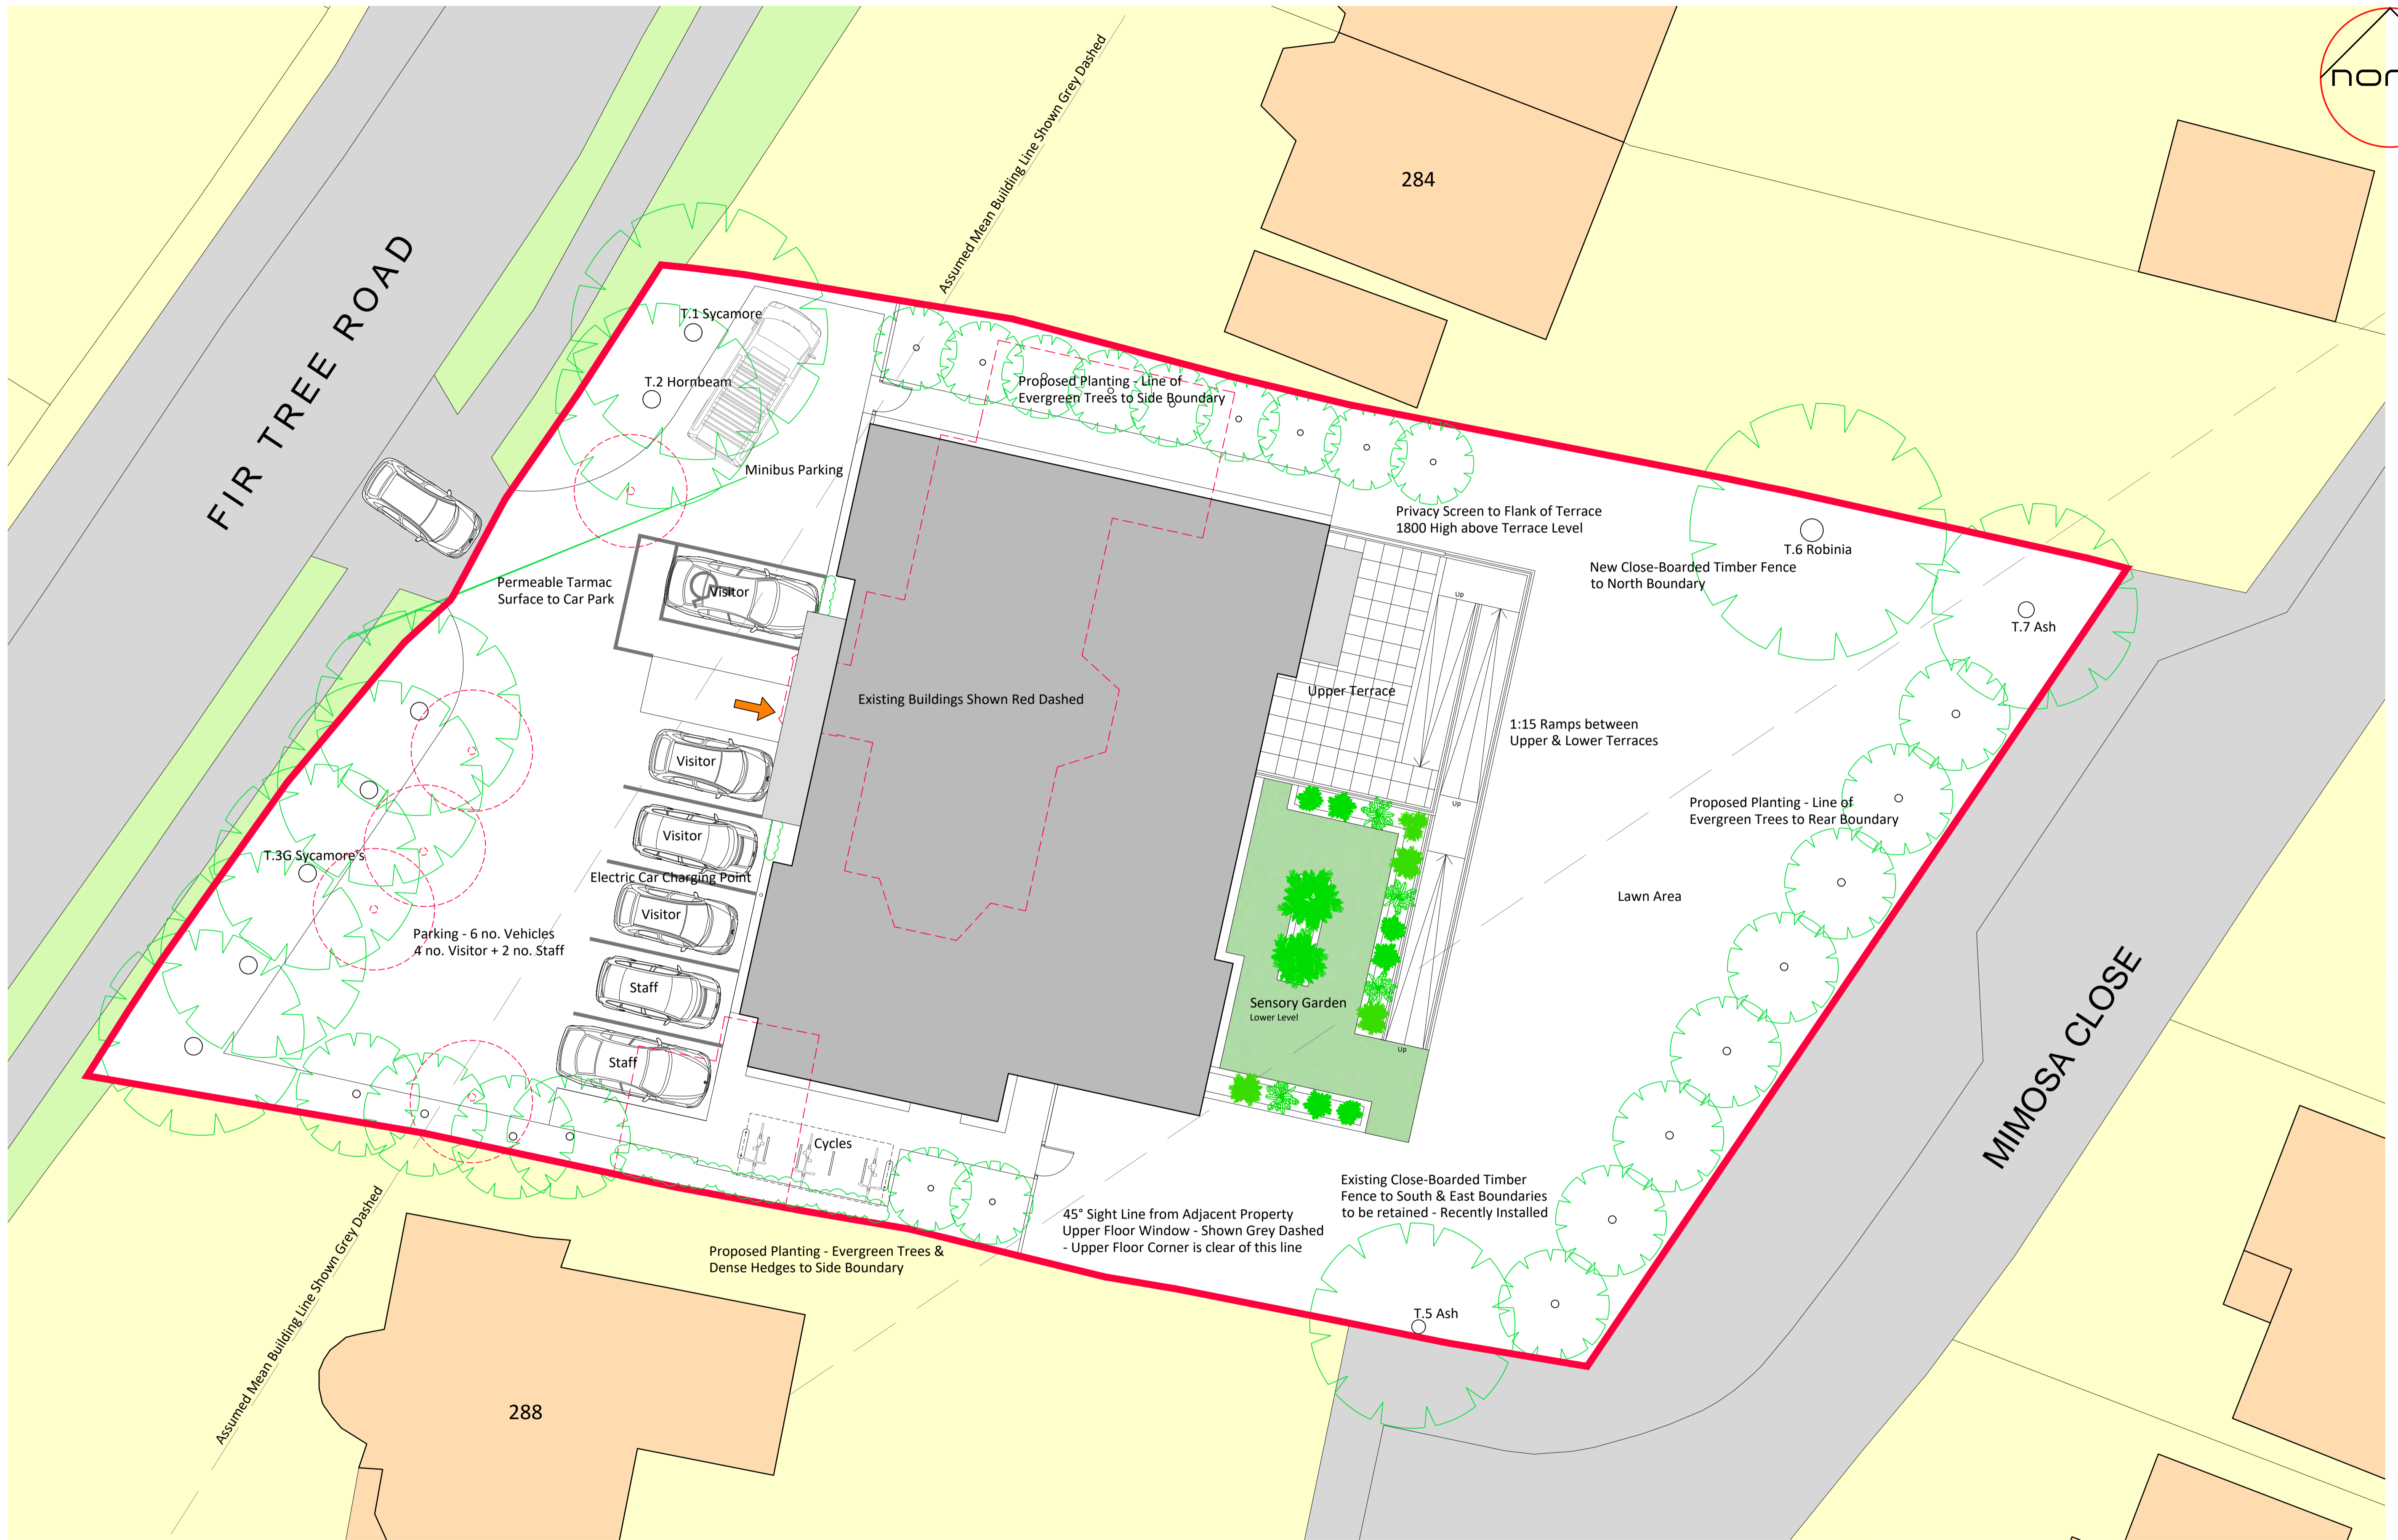 nor
Assumed Mean Building Line Shown Grey Dashed
284
FIR TREE ROAD
T.1 Sycamore
T.2 Hornbeam
Proposed Planting - Line of
Evergreen Trees to Side Boundary
Minibus Parking
Privacy Screen to Flank of Terrace
1800 High above Terrace Level
T.6 Robinia
New Close-Boarded Timber Fence
to North Boundary
Permeable Tarmac
Surface to Car Park
Visitor
Up
T.7 Ash
Existing Buildings Shown Red Dashed
Upper Terrace
1:15 Ramps between
Upper & Lower Terraces
Visitor
Up
Proposed Planting - Line of
Evergreen Trees to Rear Boundary
Visitor
T.3G Sycamore's
Electric Car Charging Point
Lawn Area
Visitor
Parking - 6 no. Vehicles
4 no. Visitor + 2 no. Staff
Staff
Sensory Garden
Lower Level
Up
Staff
MIMOSA CLOSE
Cycles
Existing Close-Boarded Timber
Fence to South & East Boundaries
to be retained - Recently Installed
45° Sight Line from Adjacent Property
Upper Floor Window - Shown Grey Dashed
- Upper Floor Corner is clear of this line
Proposed Planting - Evergreen Trees &
Dense Hedges to Side Boundary
Assumed Mean Building Line Shown Grey Dashed
T.5 Ash
288